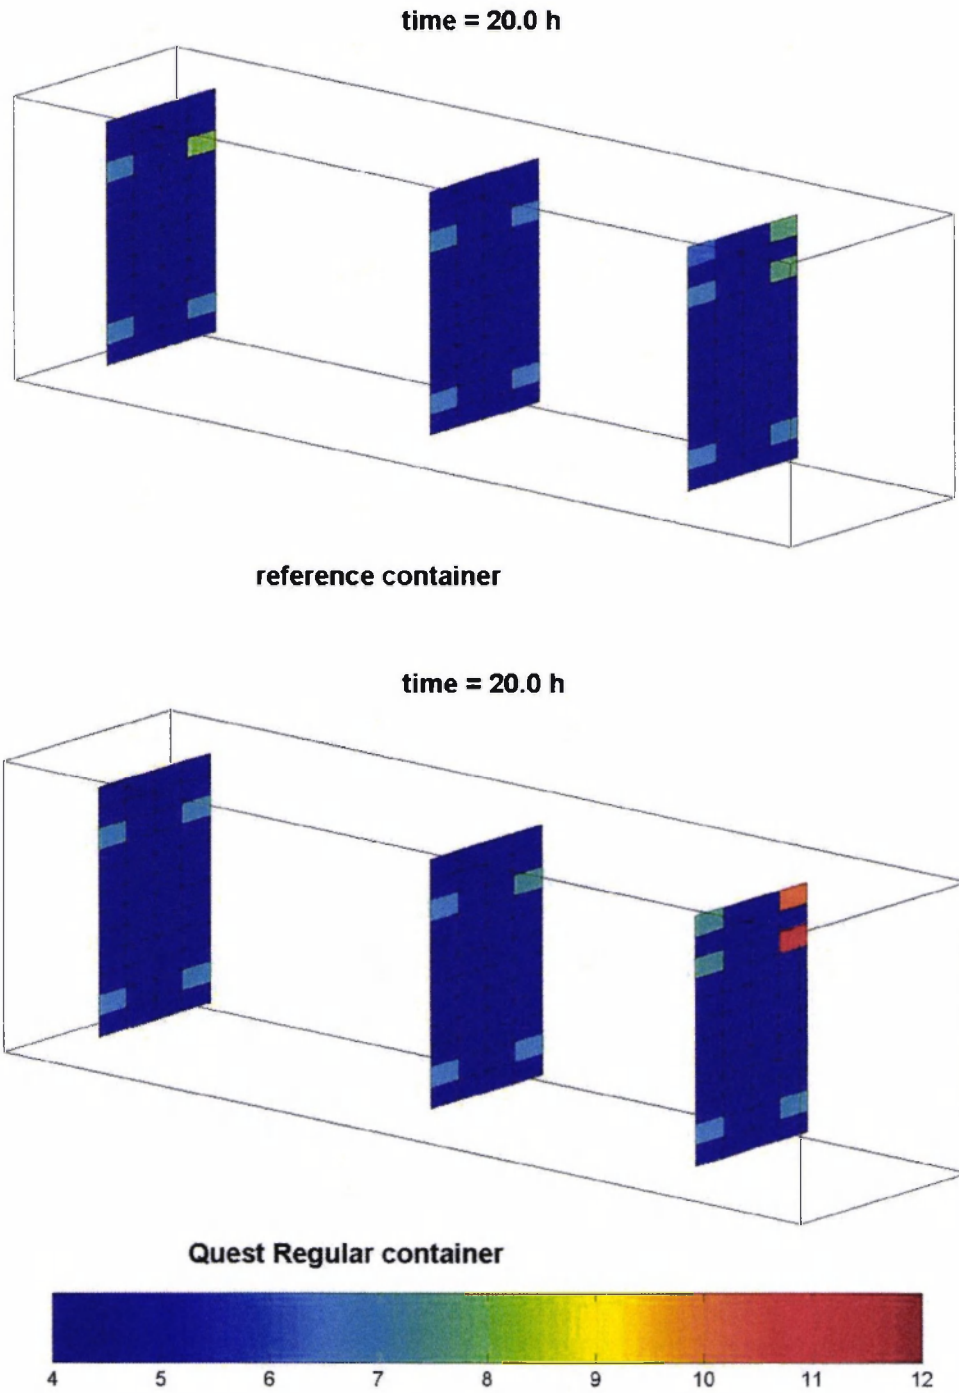 time = 20.0 h
reference container
time = 20.0 h
Quest Regular container
4 5 6 7 8 9 10 11 12